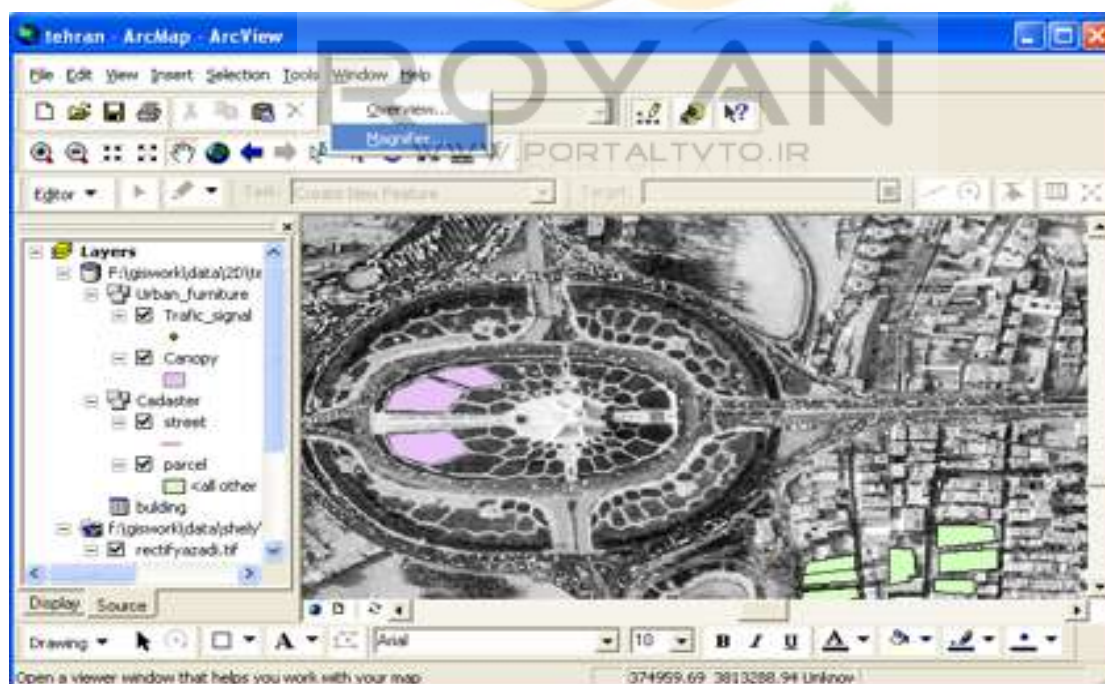 tehran - ArcMap - ArcView
ROYAN
File Edit View Insert Selection Tools Window Help
Overview...
Magnifier...
WWW.PORTALTVTO.IR
Editor Task: Create New Feature Target:
Layers
F:\giswork\data\2D\te
Urban_furniture
Trafic_signal
Canopy
Cadaster
street
parcel
<all other
bulding
F:\giswork\data\shely\
rectifyazadi.tif
Display Source
Drawing A Arial 10 B I U A
Open a viewer window that helps you work with your map 374959.69 3813288.94 Unknow